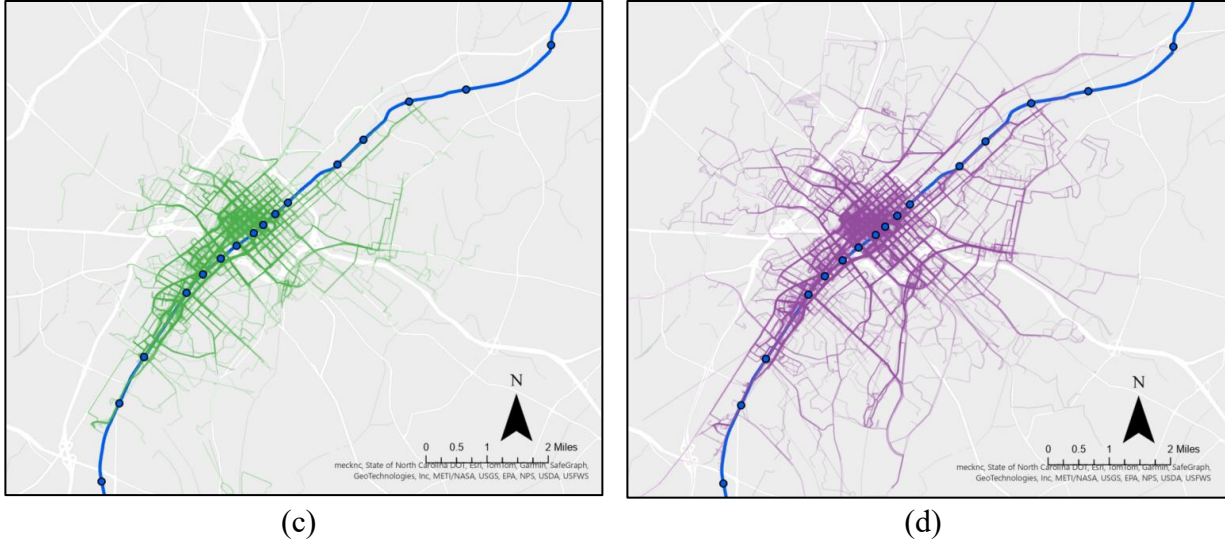 N
0 0.5 1 2 Miles
mecknc, State of North Carolina DOT, Esri, TomTom, Garmin, SafeGraph,
GeoTechnologies, Inc, METI/NASA, USGS, EPA, NPS, USDA, USFWS
(c)
N
0 0.5 1 2 Miles
mecknc, State of North Carolina DOT, Esri, TomTom, Garmin, SafeGraph,
GeoTechnologies, Inc, METI/NASA, USGS, EPA, NPS, USDA, USFWS
(d)